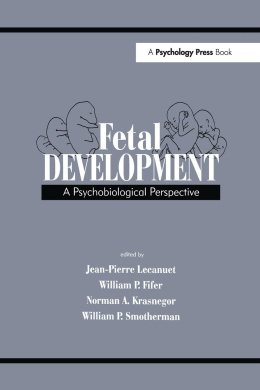 A Psychology Press Book
Fetal
DEVELOPMENT
A Psychobiological Perspective
edited by
Jean-Pierre Lecanuet
William P. Fifer
Norman A. Krasnegor
William P. Smotherman